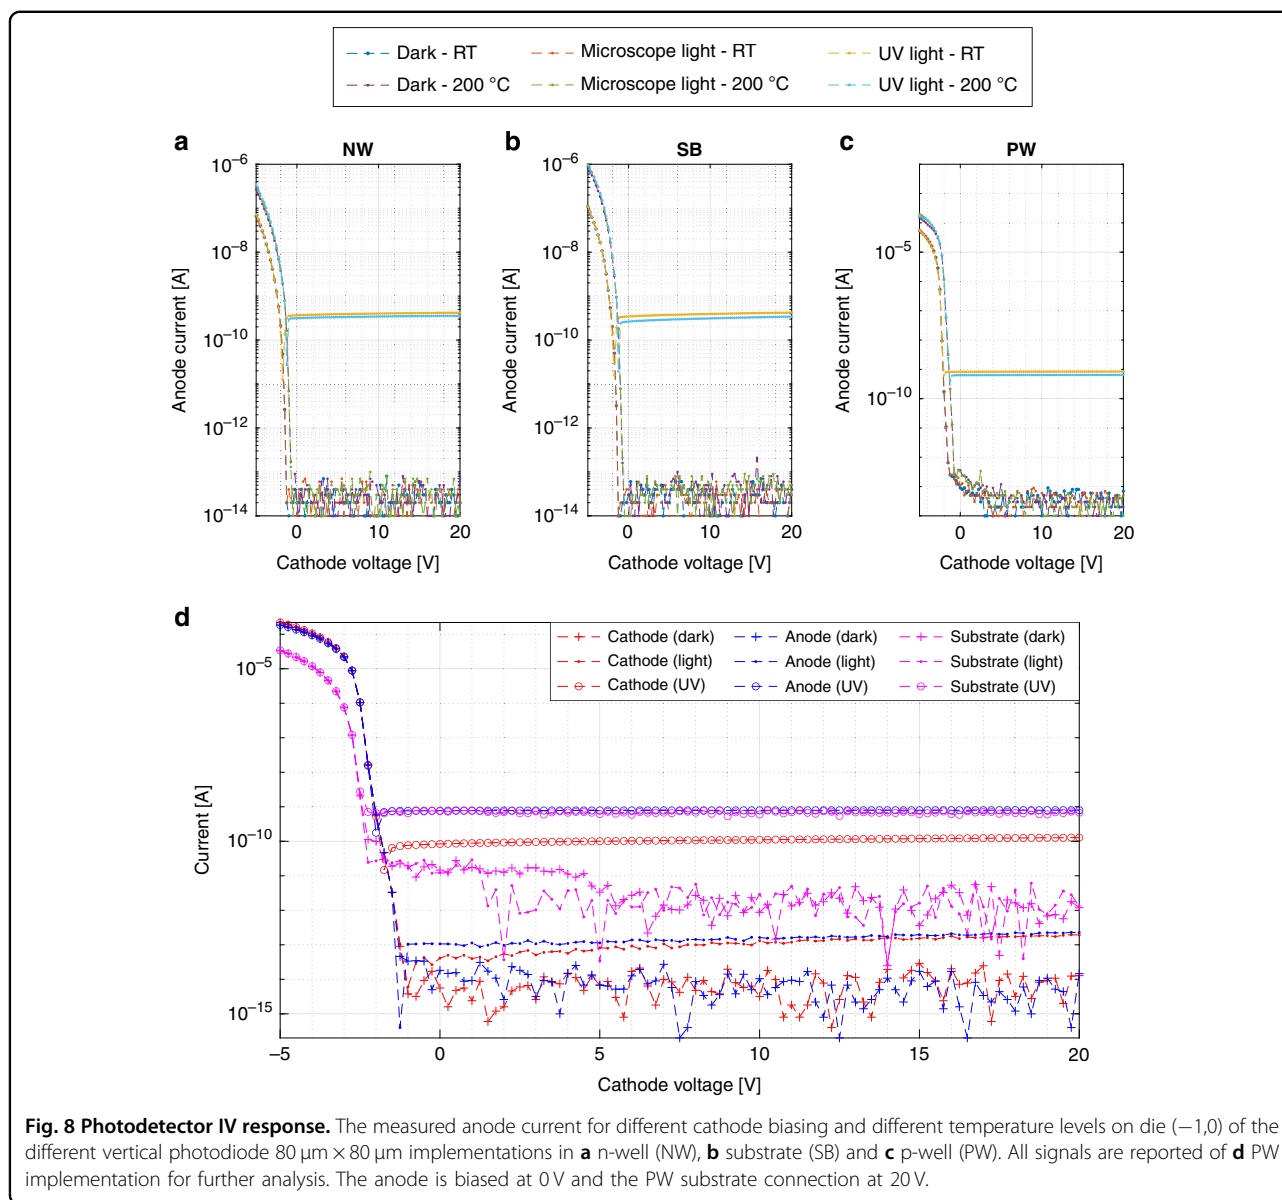 Dark - RT Microscope light - RT UV light - RT
Dark - 200 °C Microscope light - 200 °C UV light - 200 °C
a NW b SB c PW
10⁻⁶ 10⁻⁸ 10⁻¹⁰ 10⁻¹² 10⁻¹⁴
Anode current [A]
0 10 20
Cathode voltage [V]
10⁻⁶ 10⁻⁸ 10⁻¹⁰ 10⁻¹² 10⁻¹⁴
Anode current [A]
0 10 20
Cathode voltage [V]
10⁻⁵ 10⁻¹⁰
Anode current [A]
0 10 20
Cathode voltage [V]
d
Cathode (dark) Anode (dark) Substrate (dark)
Cathode (light) Anode (light) Substrate (light)
Cathode (UV) Anode (UV) Substrate (UV)
10⁻⁵ 10⁻¹⁰ 10⁻¹⁵
Current [A]
−5 0 5 10 15 20
Cathode voltage [V]
Fig. 8 Photodetector IV response. The measured anode current for different cathode biasing and different temperature levels on die (−1,0) of the
different vertical photodiode 80 μm × 80 μm implementations in a n-well (NW), b substrate (SB) and c p-well (PW). All signals are reported of d PW
implementation for further analysis. The anode is biased at 0 V and the PW substrate connection at 20 V.